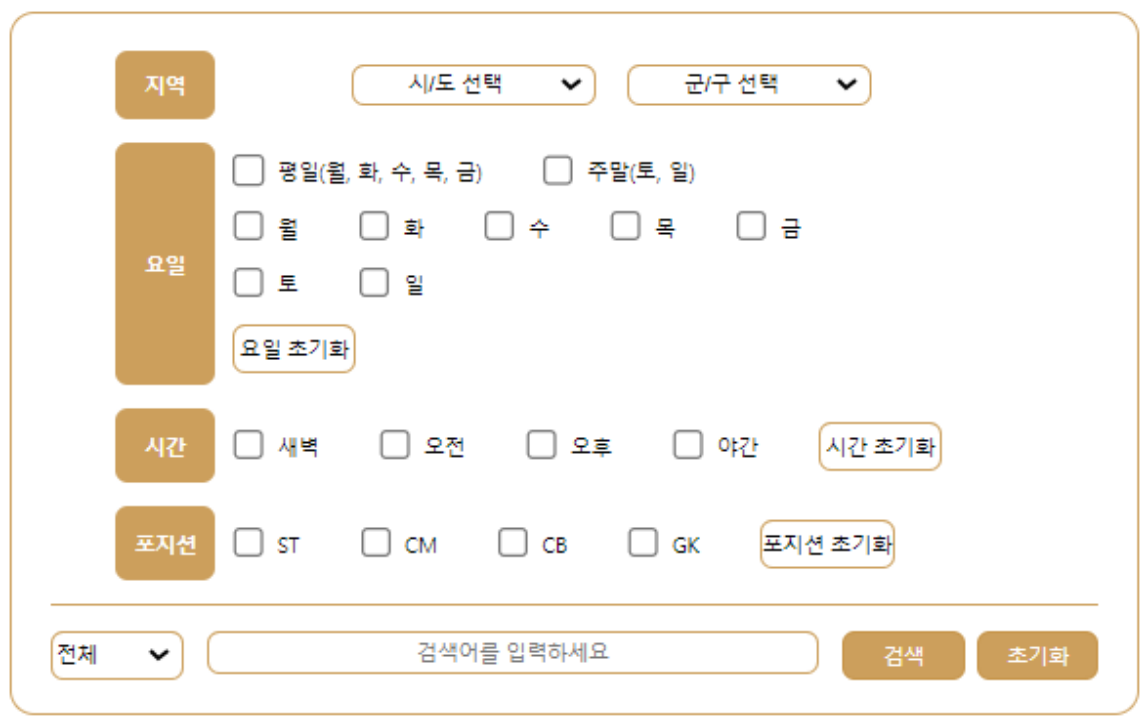 지역 시/도 선택 군/구 선택
평일(월, 화, 수, 목, 금) 주말(토, 일)
월 화 수 목 금
요일
토 일
요일 초기화
시간 새벽 오전 오후 야간 시간 초기화
포지션 ST CM CB GK 포지션 초기화
전체 검색어를 입력하세요 검색 초기화